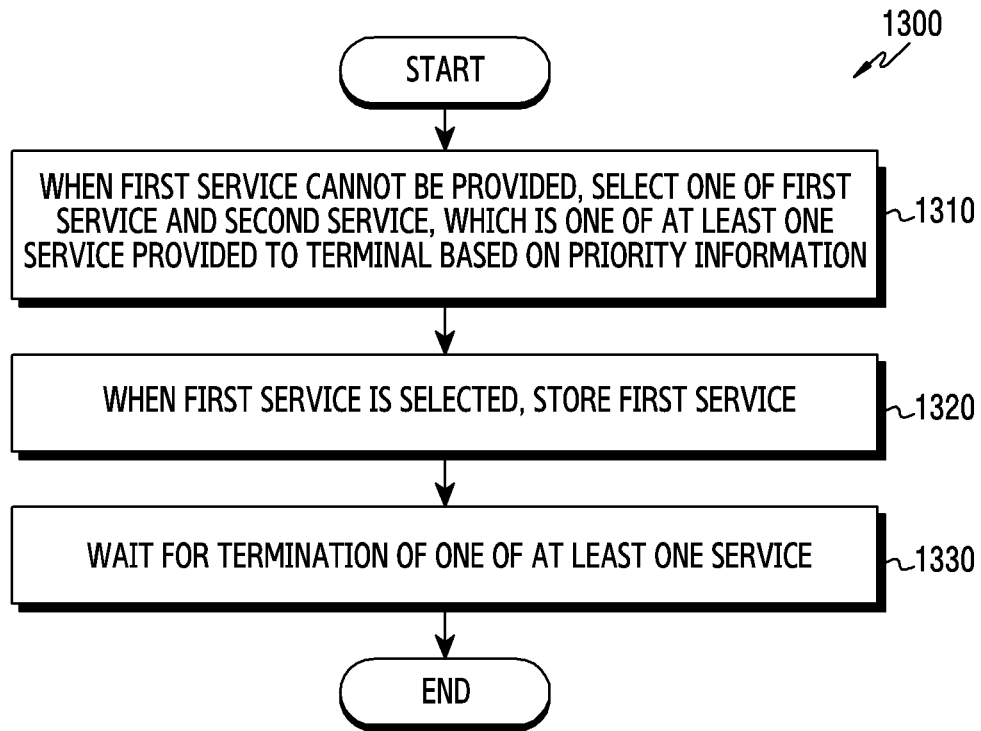 1300
START
WHEN FIRST SERVICE CANNOT BE PROVIDED, SELECT ONE OF FIRST
SERVICE AND SECOND SERVICE, WHICH IS ONE OF AT LEAST ONE
SERVICE PROVIDED TO TERMINAL BASED ON PRIORITY INFORMATION
1310
WHEN FIRST SERVICE IS SELECTED, STORE FIRST SERVICE
1320
WAIT FOR TERMINATION OF ONE OF AT LEAST ONE SERVICE
1330
END